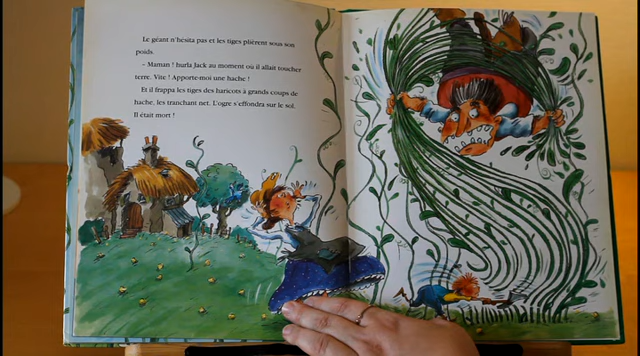 Le géant n'hésita pas et les tiges plièrent sous son
poids.
– Maman ! hurla Jack au moment où il allait toucher
terre. Vite ! Apporte-moi une hache !
Et il frappa les tiges des haricots à grands coups de
hache, les tranchant net. L'ogre s'effondra sur le sol.
Il était mort !